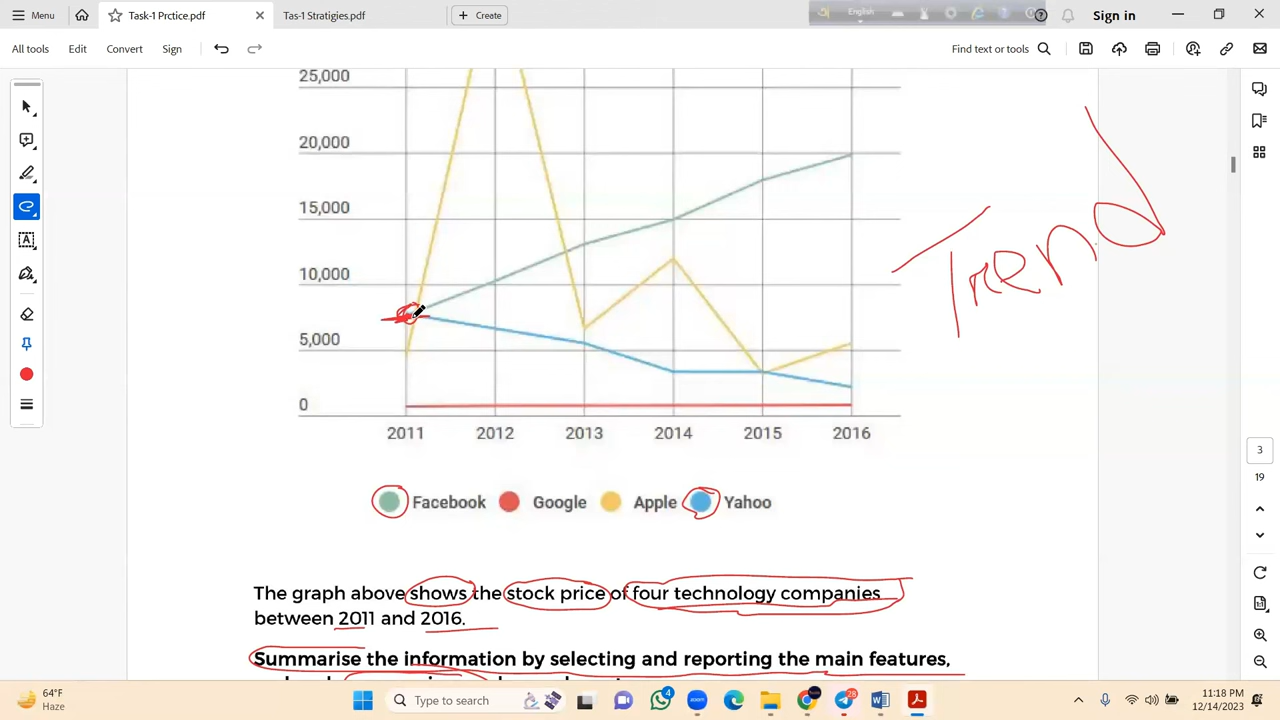 Menu
Task-1 Prctice.pdf
Tas-1 Stratigies.pdf
Create
English
Sign in
All tools
Edit
Convert
Sign
Find text or tools
25,000
20,000
15,000
10,000
5,000
0
2011 2012 2013 2014 2015 2016
Trend
Facebook Google Apple Yahoo
The graph above shows the stock price of four technology companies
between 2011 and 2016.
Summarise the information by selecting and reporting the main features,
3
19
64°F
Haze
Type to search
4
28
11:18 PM
12/14/2023